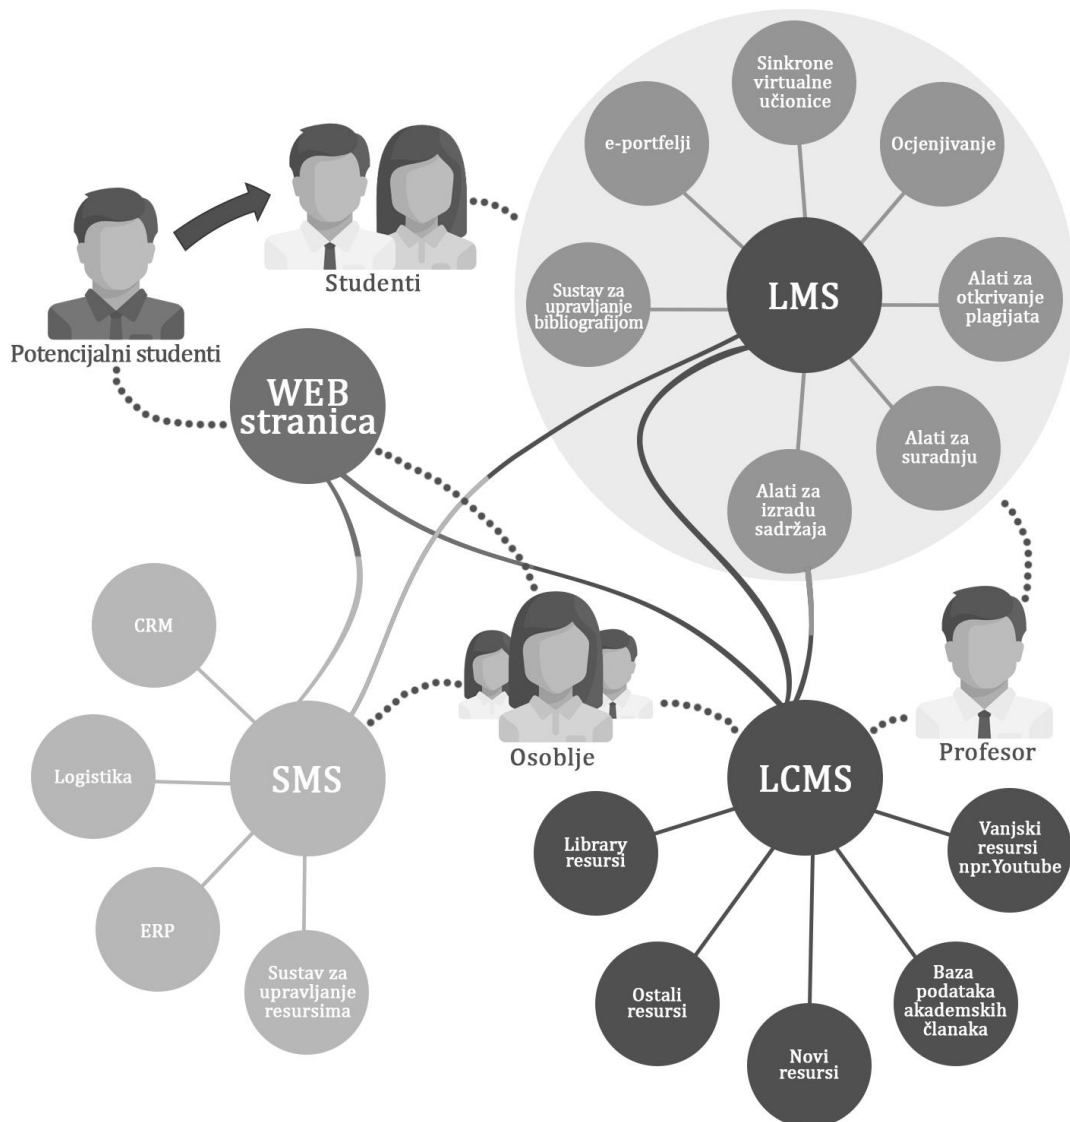 Sinkrone
virtualne
učionice
e-portfelji
Ocjenjivanje
Studenti
Sustav za
upravljanje
bibliografijom
LMS
Alati za
otkrivanje
plagijata
Potencijalni studenti
WEB
stranica
Alati za
suradnju
Alati za
izradu
sadržaja
CRM
Osoblje
Profesor
Logistika
SMS
LCMS
Library
resursi
Vanjski
resursi
npr.Youtube
ERP
Sustav za
upravljanje
resursima
Ostali
resursi
Baza
podataka
akademskih
članaka
Novi
resursi